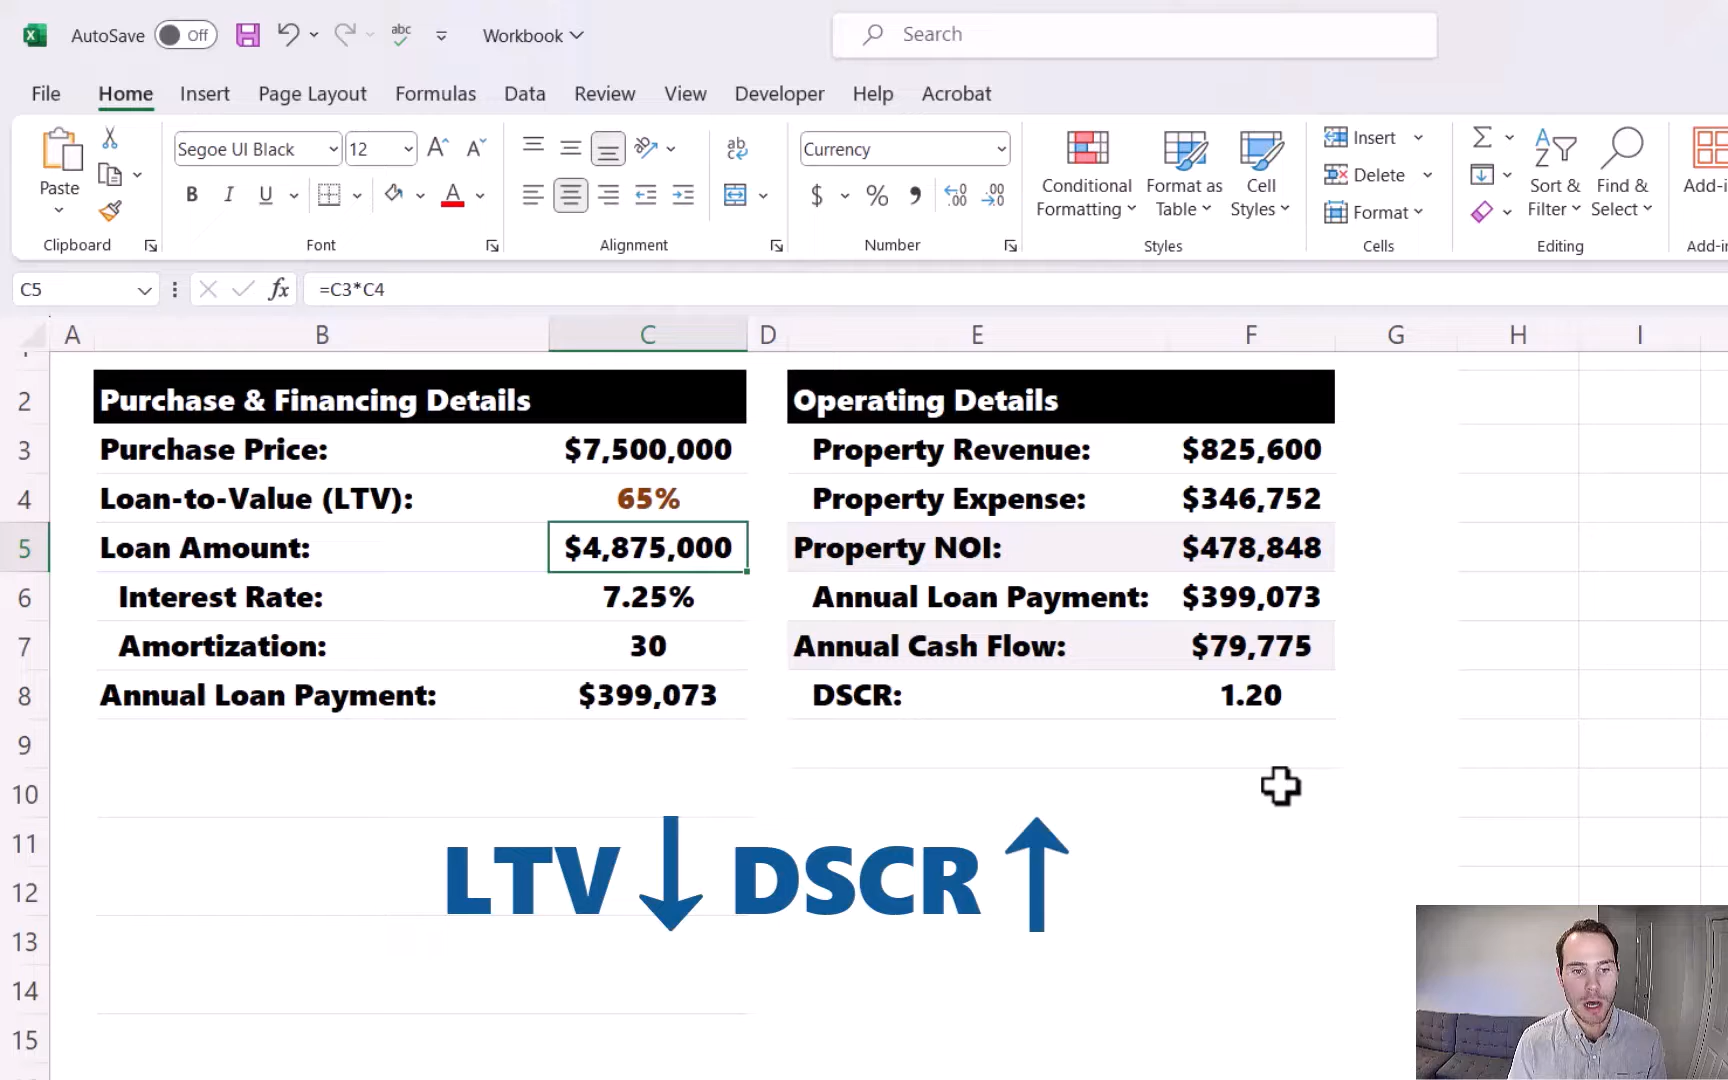 AutoSave Off abc Workbook Search
File Home Insert Page Layout Formulas Data Review View Developer Help Acrobat
Paste
Clipboard
Segoe UI Black 12
B I U A
Font
ab
Alignment
Currency
$ % , .00
Number
Conditional Formatting
Format as Table
Cell Styles
Styles
Insert
Delete
Format
Cells
Sort & Filter
Find & Select
Editing
Add-i
Add-i
C5 fx =C3*C4
A B C D E F G H I
2 Purchase & Financing Details Operating Details
3 Purchase Price: $7,500,000 Property Revenue: $825,600
4 Loan-to-Value (LTV): 65% Property Expense: $346,752
5 Loan Amount: $4,875,000 Property NOI: $478,848
6 Interest Rate: 7.25% Annual Loan Payment: $399,073
7 Amortization: 30 Annual Cash Flow: $79,775
8 Annual Loan Payment: $399,073 DSCR: 1.20
9
10
11
12
LTV↓ DSCR↑
13
14
15